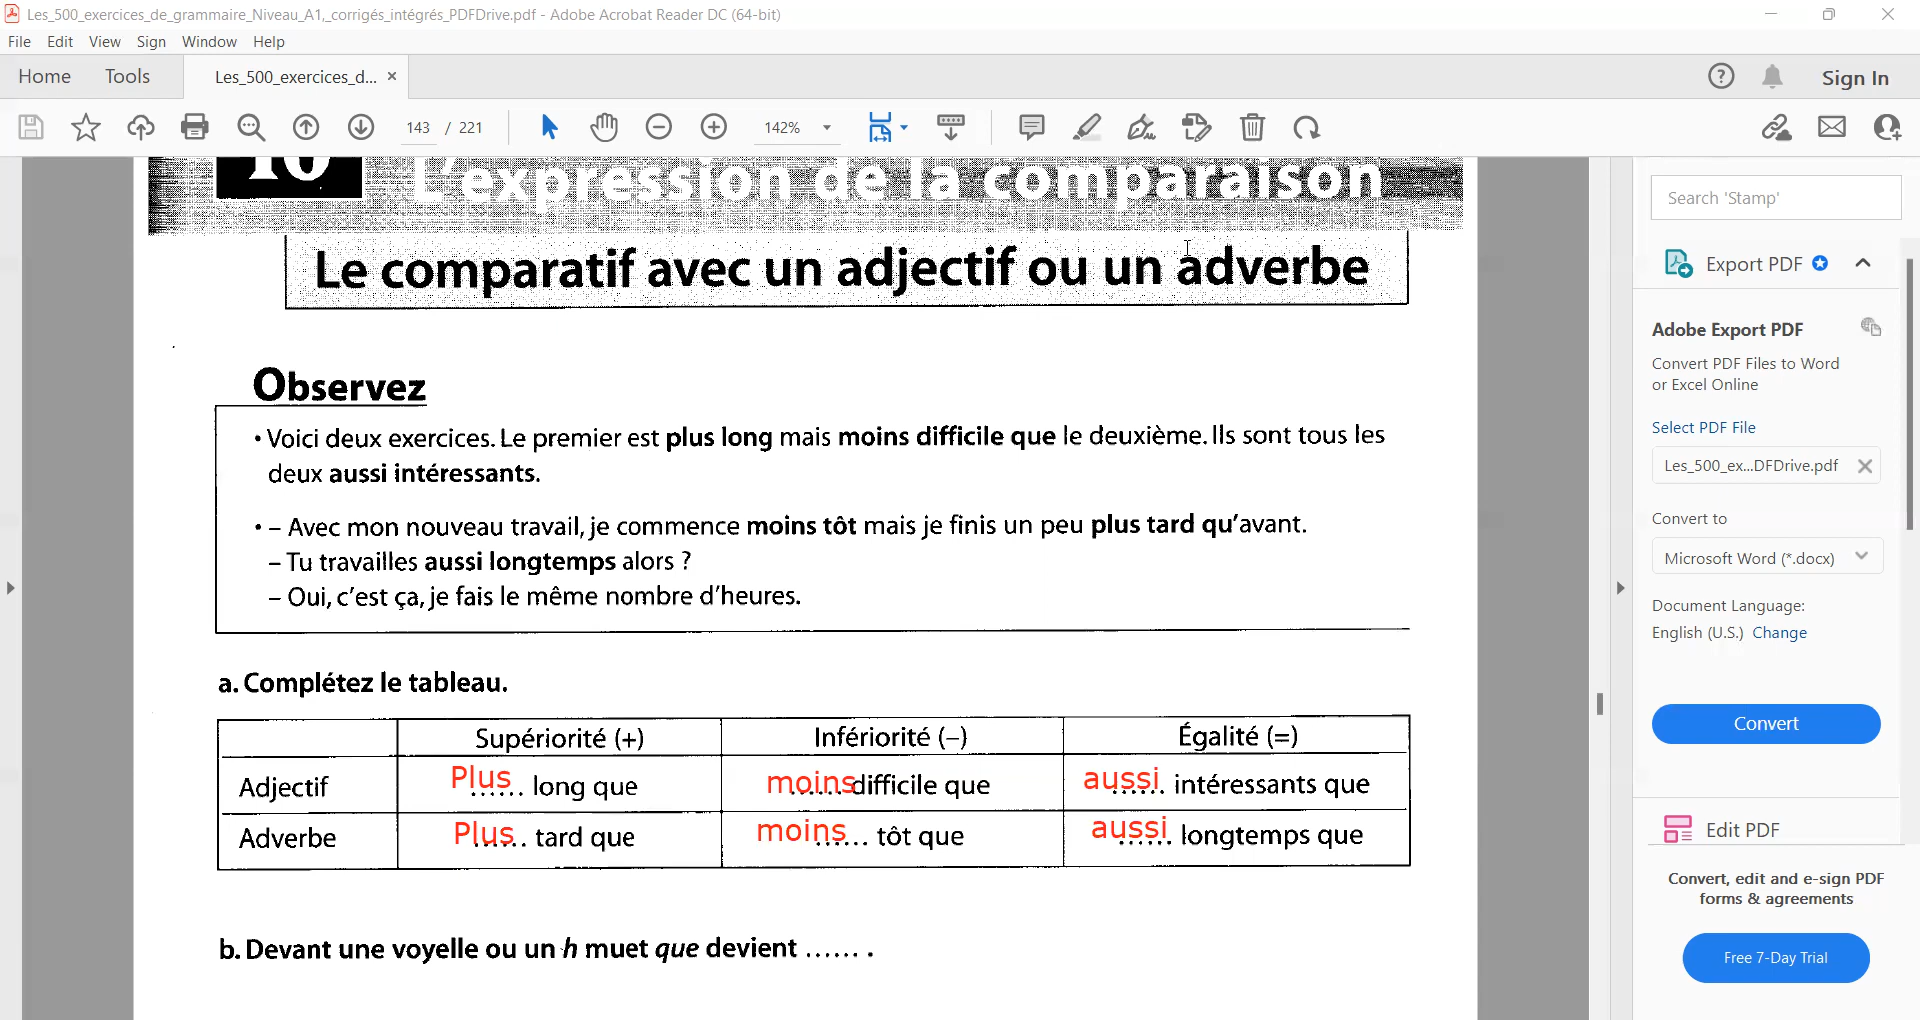 Les_500_exercices_de_grammaire_Niveau_A1,_corrigés_intégrés_PDFDrive.pdf - Adobe Acrobat Reader DC (64-bit)
File Edit View Sign Window Help
Home Tools Les_500_exercices_d... × Sign In
143 / 221 142%
10 L'expression de la comparaison
Le comparatif avec un adjectif ou un adverbe
Observez
• Voici deux exercices. Le premier est plus long mais moins difficile que le deuxième. Ils sont tous les
deux aussi intéressants.
• – Avec mon nouveau travail, je commence moins tôt mais je finis un peu plus tard qu'avant.
– Tu travailles aussi longtemps alors ?
– Oui, c'est ça, je fais le même nombre d'heures.
a. Complétez le tableau.
Supériorité (+) Infériorité (–) Égalité (=)
Adjectif Plus...... long que moins......difficile que aussi...... intéressants que
Adverbe Plus...... tard que moins...... tôt que aussi...... longtemps que
b. Devant une voyelle ou un h muet que devient ...... .
Search 'Stamp'
Export PDF
Adobe Export PDF
Convert PDF Files to Word
or Excel Online
Select PDF File
Les_500_ex...DFDrive.pdf
Convert to
Microsoft Word (*.docx)
Document Language:
English (U.S.) Change
Convert
Edit PDF
Convert, edit and e-sign PDF
forms & agreements
Free 7-Day Trial